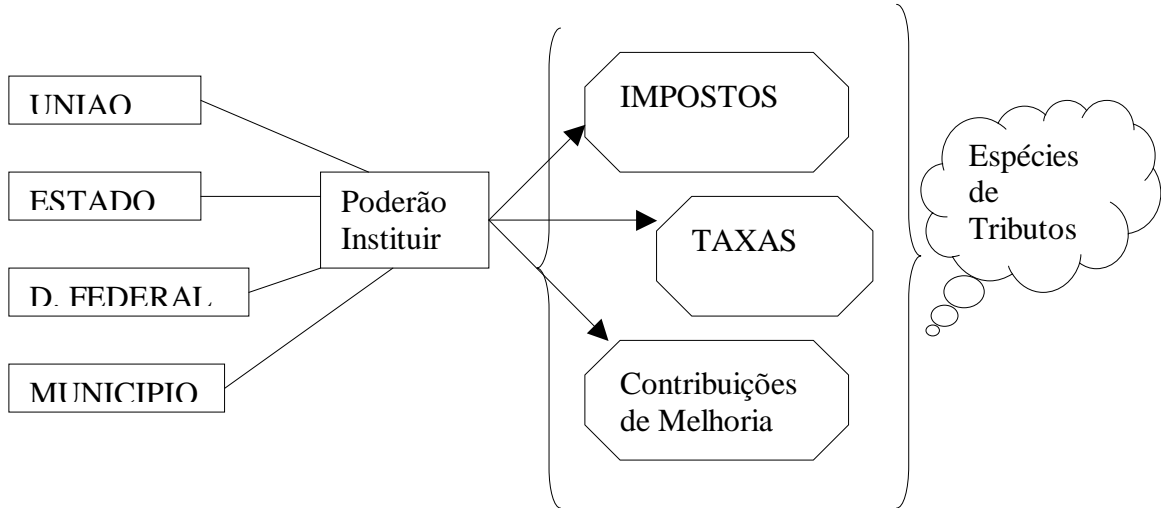 UNIAO
ESTADO
D. FEDERAL
MUNICIPIO
Poderão
Instituir
IMPOSTOS
TAXAS
Contribuições
de Melhoria
Espécies
de
Tributos